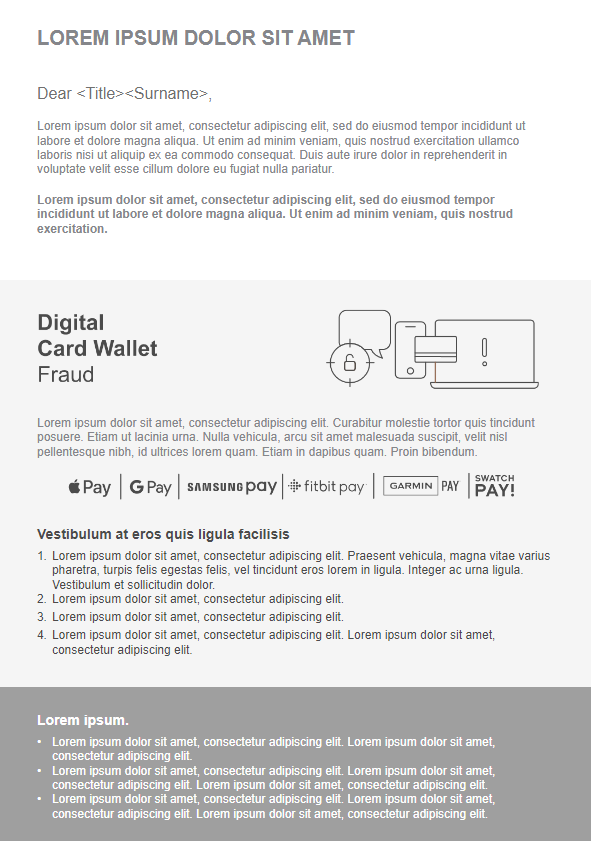 LOREM IPSUM DOLOR SIT AMET
Dear <Title><Surname>,
Lorem ipsum dolor sit amet, consectetur adipiscing elit, sed do eiusmod tempor incididunt ut
labore et dolore magna aliqua. Ut enim ad minim veniam, quis nostrud exercitation ullamco
laboris nisi ut aliquip ex ea commodo consequat. Duis aute irure dolor in reprehenderit in
voluptate velit esse cillum dolore eu fugiat nulla pariatur.
Lorem ipsum dolor sit amet, consectetur adipiscing elit, sed do eiusmod tempor
incididunt ut labore et dolore magna aliqua. Ut enim ad minim veniam, quis nostrud
exercitation.
Digital
Card Wallet
Fraud
Lorem ipsum dolor sit amet, consectetur adipiscing elit. Curabitur molestie tortor quis tincidunt
posuere. Etiam ut lacinia urna. Nulla vehicula, arcu sit amet malesuada suscipit, velit nisl
pellentesque nibh, id ultrices lorem quam. Etiam in dapibus quam. Proin bibendum.
Pay | G Pay | SAMSUNG pay | fitbit pay | GARMIN PAY | SWATCH PAY!
Vestibulum at eros quis ligula facilisis
1. Lorem ipsum dolor sit amet, consectetur adipiscing elit. Praesent vehicula, magna vitae varius
pharetra, turpis felis egestas felis, vel tincidunt eros lorem in ligula. Integer ac urna ligula.
Vestibulum et sollicitudin dolor.
2. Lorem ipsum dolor sit amet, consectetur adipiscing elit.
3. Lorem ipsum dolor sit amet, consectetur adipiscing elit.
4. Lorem ipsum dolor sit amet, consectetur adipiscing elit. Lorem ipsum dolor sit amet,
consectetur adipiscing elit.
Lorem ipsum.
• Lorem ipsum dolor sit amet, consectetur adipiscing elit. Lorem ipsum dolor sit amet,
consectetur adipiscing elit.
• Lorem ipsum dolor sit amet, consectetur adipiscing elit. Lorem ipsum dolor sit amet,
consectetur adipiscing elit. Lorem ipsum dolor sit amet, consectetur adipiscing elit.
• Lorem ipsum dolor sit amet, consectetur adipiscing elit. Lorem ipsum dolor sit amet,
consectetur adipiscing elit. Lorem ipsum dolor sit amet, consectetur adipiscing elit.